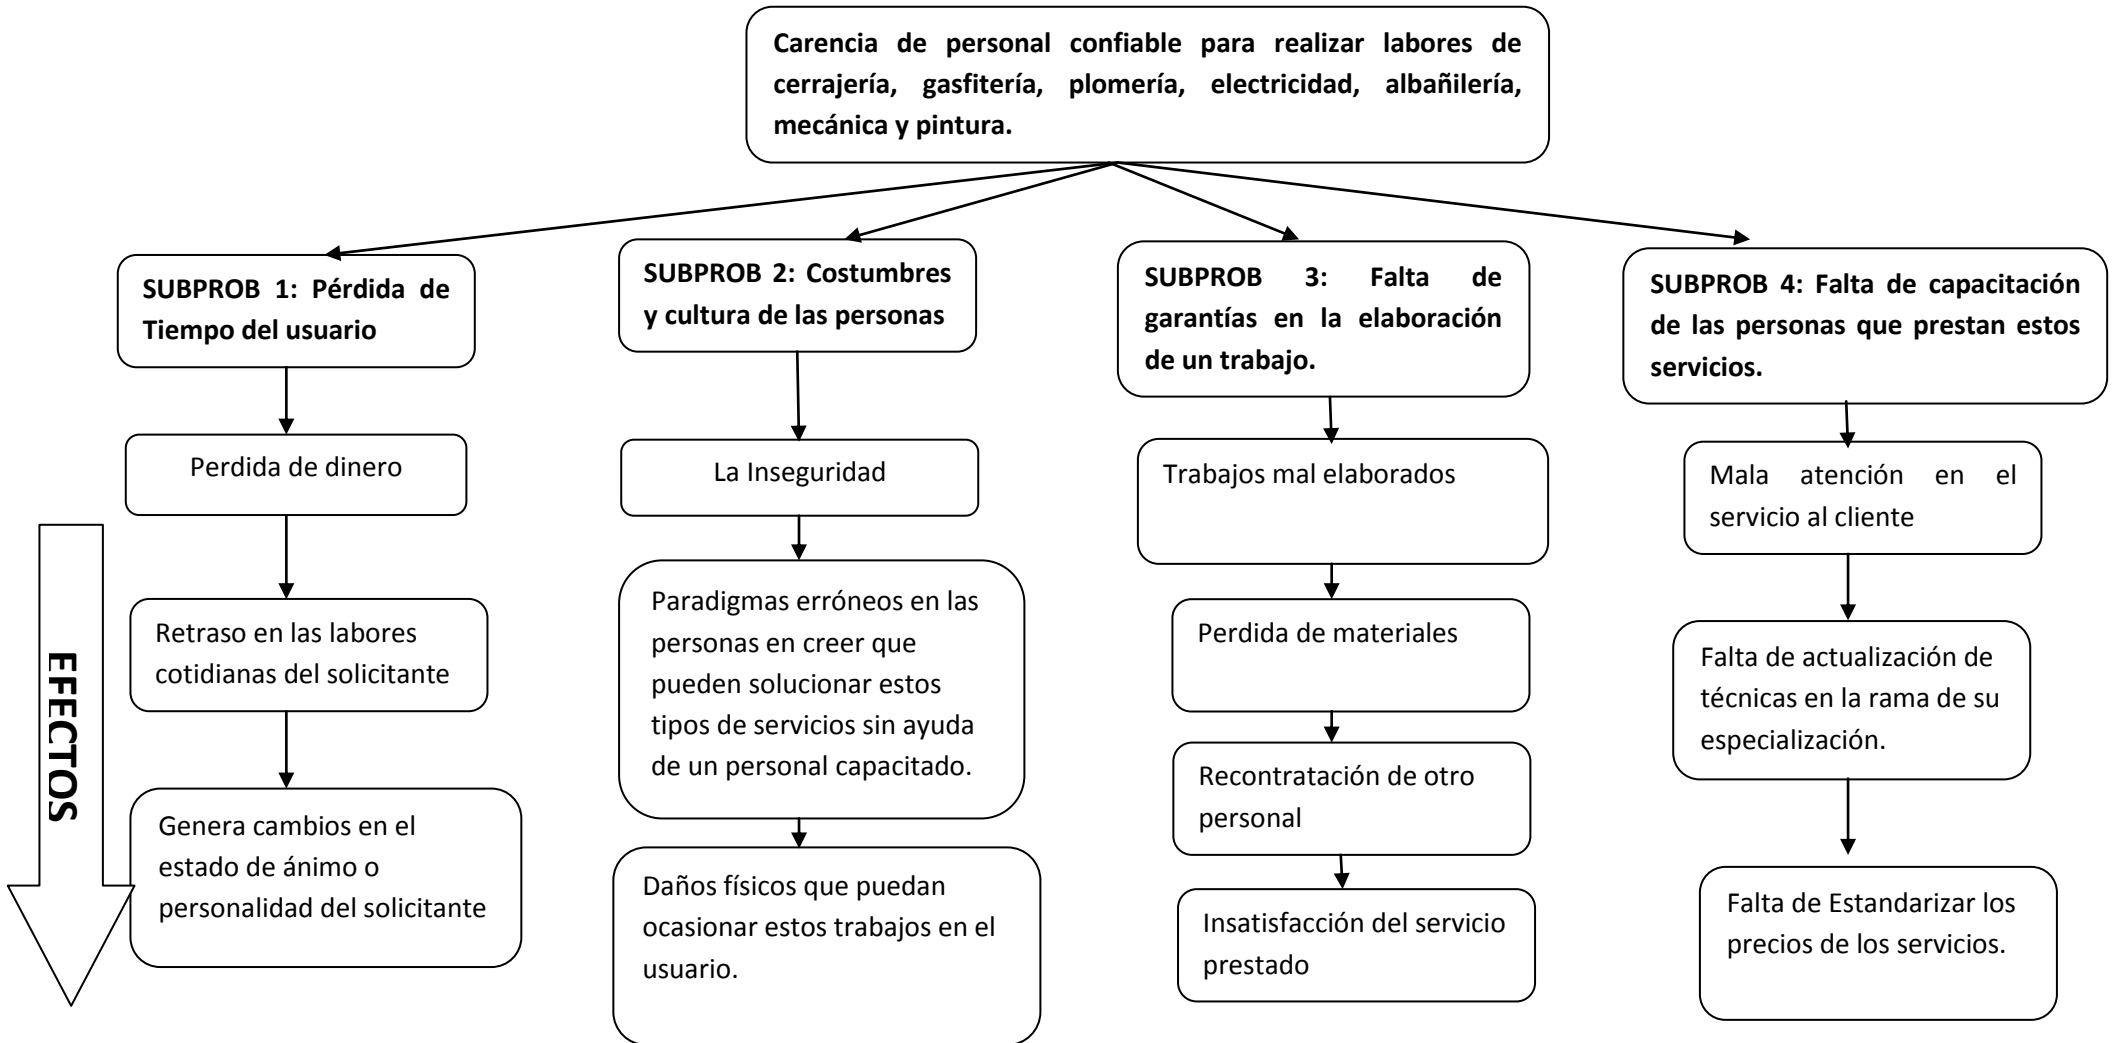 Carencia de personal confiable para realizar labores de
cerrajería, gasfitería, plomería, electricidad, albañilería,
mecánica y pintura.
SUBPROB 1: Pérdida de
Tiempo del usuario
Perdida de dinero
Retraso en las labores
cotidianas del solicitante
Genera cambios en el
estado de ánimo o
personalidad del solicitante
SUBPROB 2: Costumbres
y cultura de las personas
La Inseguridad
Paradigmas erróneos en las
personas en creer que
pueden solucionar estos
tipos de servicios sin ayuda
de un personal capacitado.
Daños físicos que puedan
ocasionar estos trabajos en el
usuario.
SUBPROB 3: Falta de
garantías en la elaboración
de un trabajo.
Trabajos mal elaborados
Perdida de materiales
Recontratación de otro
personal
Insatisfacción del servicio
prestado
SUBPROB 4: Falta de capacitación
de las personas que prestan estos
servicios.
Mala atención en el
servicio al cliente
Falta de actualización de
técnicas en la rama de su
especialización.
Falta de Estandarizar los
precios de los servicios.
EFECTOS